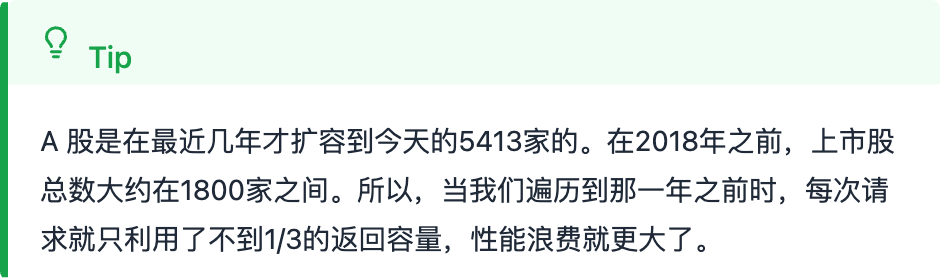 Tip
A 股是在最近几年才扩容到今天的5413家的。在2018年之前，上市股
总数大约在1800家之间。所以，当我们遍历到那一年之前时，每次请
求就只利用了不到1/3的返回容量，性能浪费就更大了。